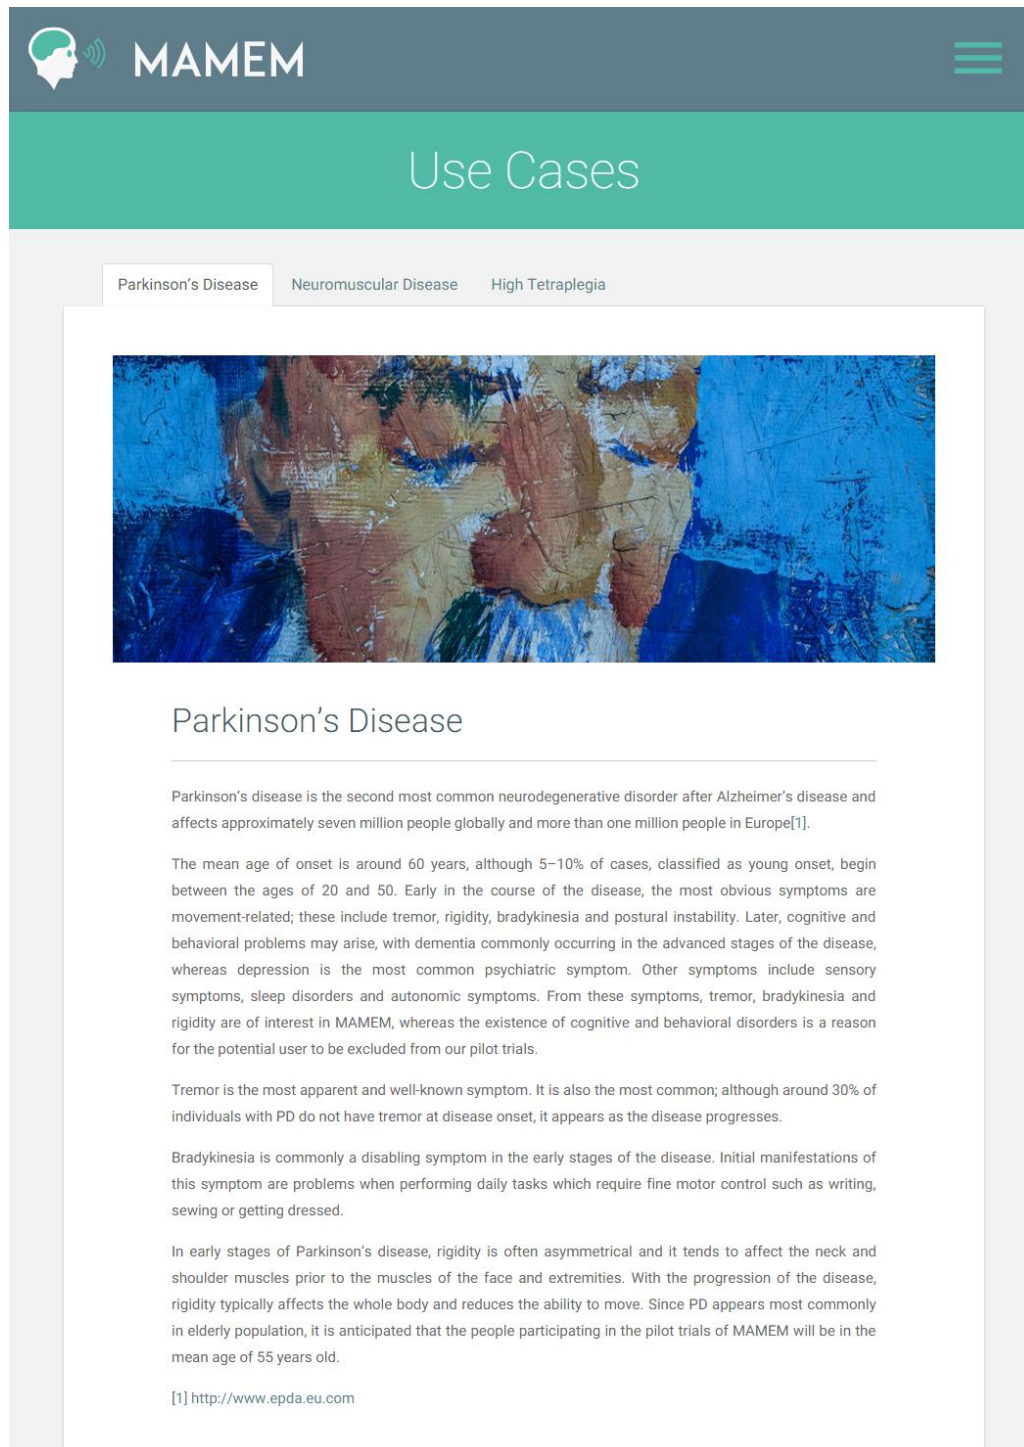 MAMEM
Use Cases
Parkinson's Disease
Neuromuscular Disease
High Tetraplegia
Parkinson's Disease
Parkinson's disease is the second most common neurodegenerative disorder after Alzheimer's disease and
affects approximately seven million people globally and more than one million people in Europe[1].
The mean age of onset is around 60 years, although 5–10% of cases, classified as young onset, begin
between the ages of 20 and 50. Early in the course of the disease, the most obvious symptoms are
movement-related; these include tremor, rigidity, bradykinesia and postural instability. Later, cognitive and
behavioral problems may arise, with dementia commonly occurring in the advanced stages of the disease,
whereas depression is the most common psychiatric symptom. Other symptoms include sensory
symptoms, sleep disorders and autonomic symptoms. From these symptoms, tremor, bradykinesia and
rigidity are of interest in MAMEM, whereas the existence of cognitive and behavioral disorders is a reason
for the potential user to be excluded from our pilot trials.
Tremor is the most apparent and well-known symptom. It is also the most common; although around 30% of
individuals with PD do not have tremor at disease onset, it appears as the disease progresses.
Bradykinesia is commonly a disabling symptom in the early stages of the disease. Initial manifestations of
this symptom are problems when performing daily tasks which require fine motor control such as writing,
sewing or getting dressed.
In early stages of Parkinson's disease, rigidity is often asymmetrical and it tends to affect the neck and
shoulder muscles prior to the muscles of the face and extremities. With the progression of the disease,
rigidity typically affects the whole body and reduces the ability to move. Since PD appears most commonly
in elderly population, it is anticipated that the people participating in the pilot trials of MAMEM will be in the
mean age of 55 years old.
[1] http://www.epda.eu.com